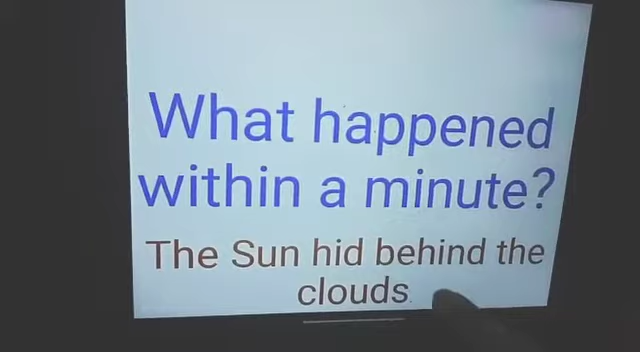 What happened
within a minute?
The Sun hid behind the
clouds.